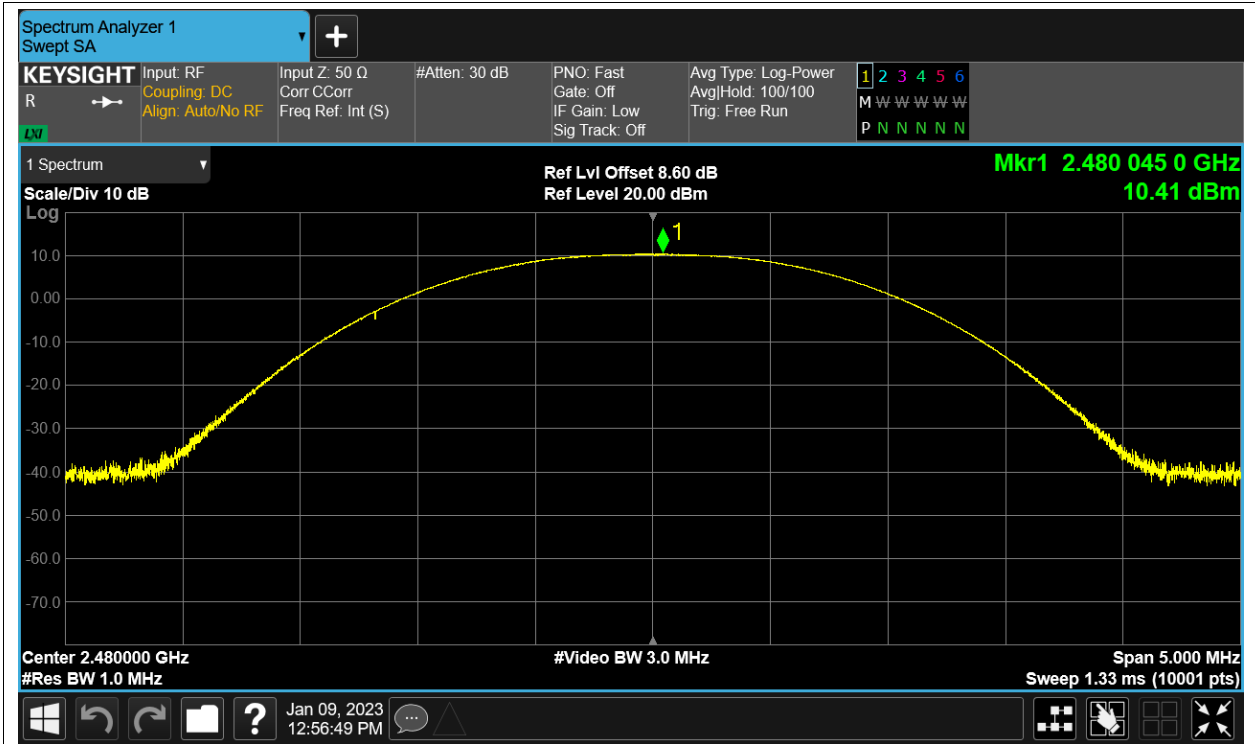 Spectrum Analyzer 1
Swept SA
KEYSIGHT
R
LXI
Input: RF
Coupling: DC
Align: Auto/No RF
Input Z: 50 Ω
Corr CCorr
Freq Ref: Int (S)
#Atten: 30 dB
PNO: Fast
Gate: Off
IF Gain: Low
Sig Track: Off
Avg Type: Log-Power
Avg|Hold: 100/100
Trig: Free Run
1 2 3 4 5 6
M W W W W W
P N N N N N
1 Spectrum
Scale/Div 10 dB
Log
Ref Lvl Offset 8.60 dB
Ref Level 20.00 dBm
Mkr1 2.480 045 0 GHz
10.41 dBm
1
10.0
0.00
-10.0
-20.0
-30.0
-40.0
-50.0
-60.0
-70.0
Center 2.480000 GHz
#Video BW 3.0 MHz
Span 5.000 MHz
#Res BW 1.0 MHz
Sweep 1.33 ms (10001 pts)
?
Jan 09, 2023
12:56:49 PM